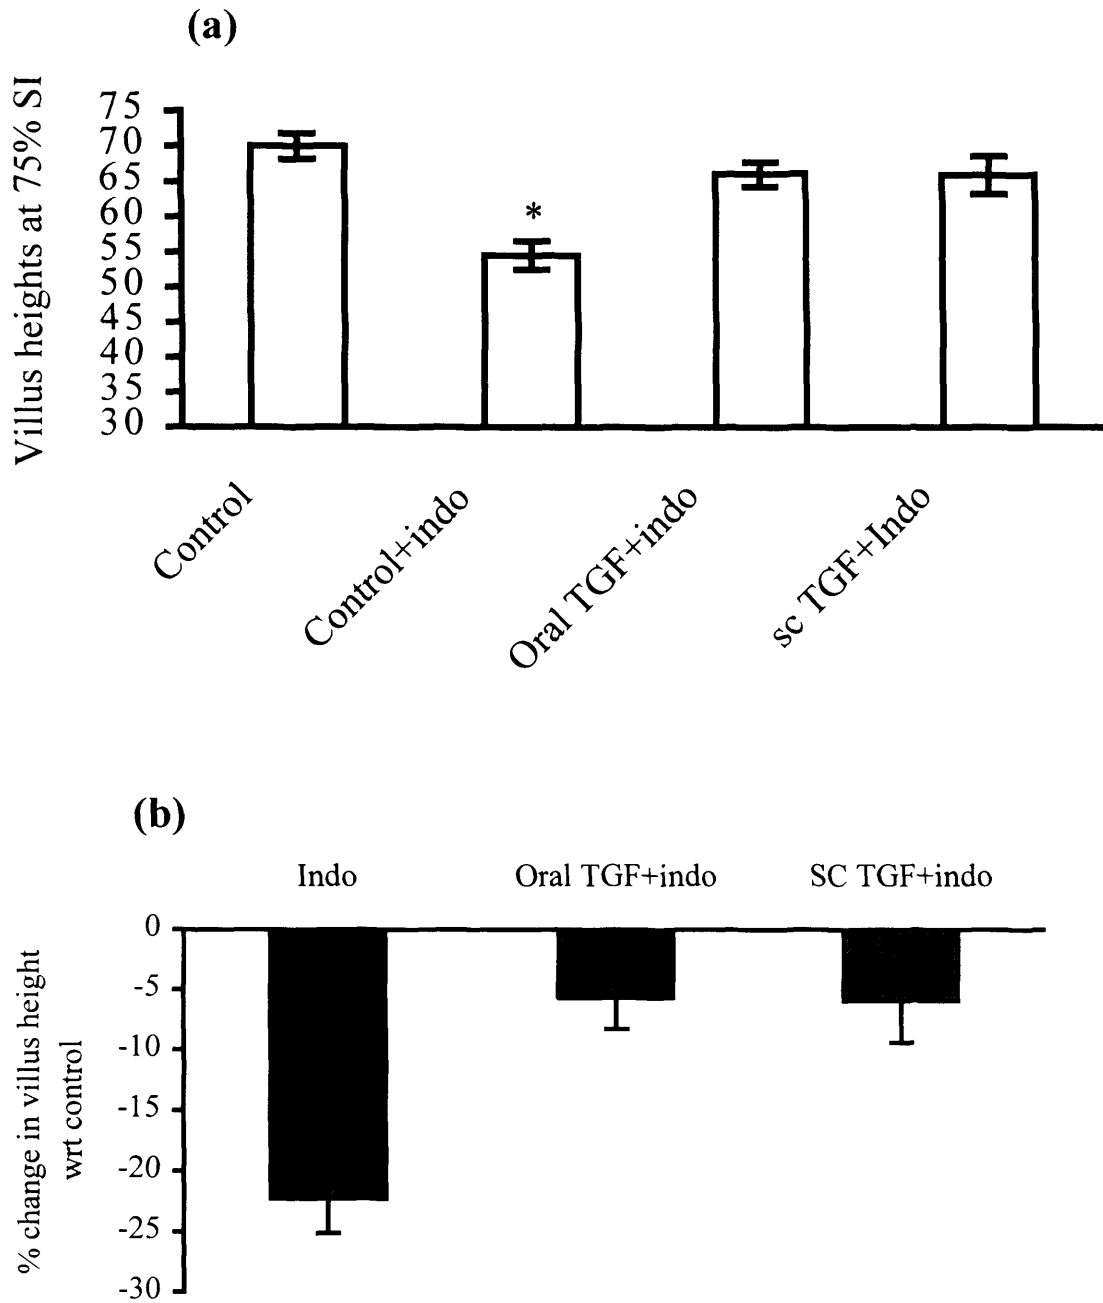 (a)
Villus heights at 75% SI
75
70
65
60
55
50
45
40
35
30
*
Control
Control+indo
Oral TGF+indo
sc TGF+Indo
(b)
Indo
Oral TGF+indo
SC TGF+indo
% change in villus height
wrt control
0
-5
-10
-15
-20
-25
-30